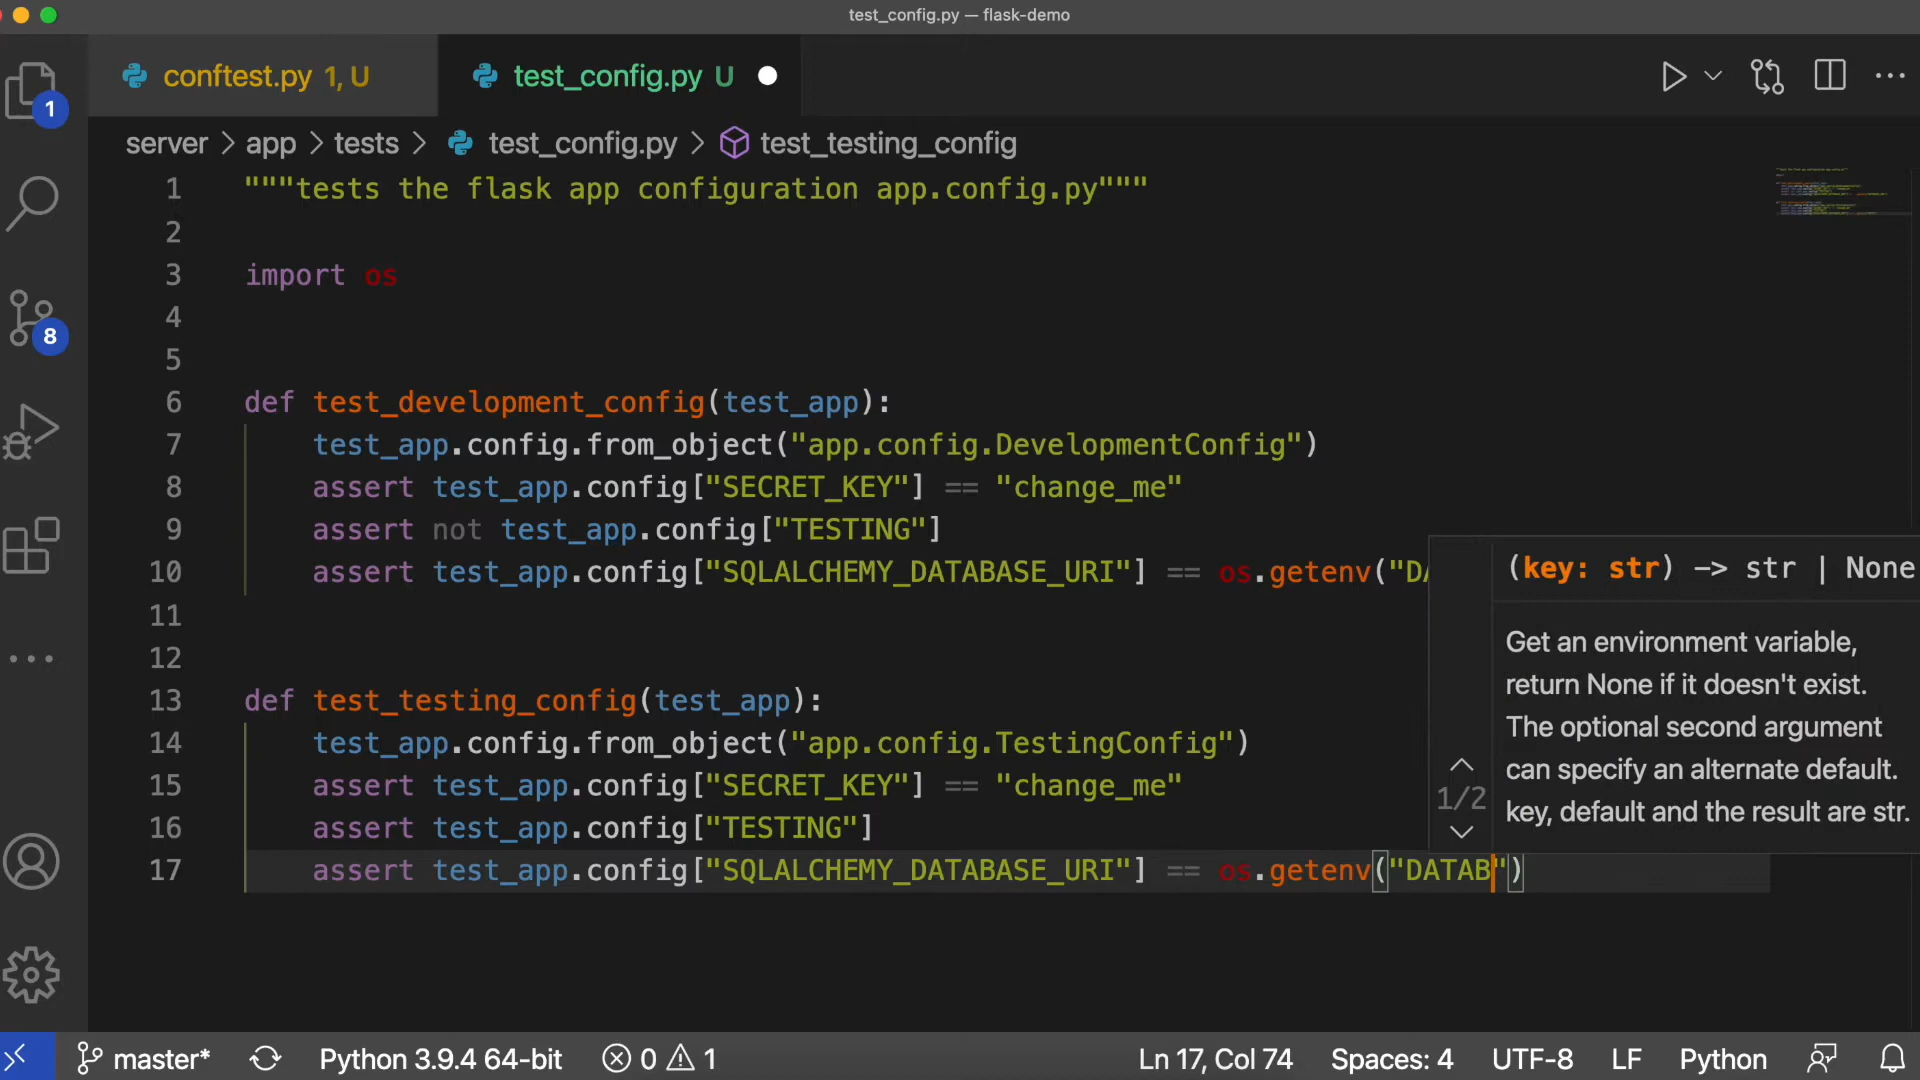 test_config.py — flask-demo
conftest.py 1, U
test_config.py U
server > app > tests > test_config.py > test_testing_config
1 """tests the flask app configuration app.config.py"""
2
3 import os
4
5
6 def test_development_config(test_app):
7 test_app.config.from_object("app.config.DevelopmentConfig")
8 assert test_app.config["SECRET_KEY"] == "change_me"
9 assert not test_app.config["TESTING"]
10 assert test_app.config["SQLALCHEMY_DATABASE_URI"] == os.getenv("DA
11
12
13 def test_testing_config(test_app):
14 test_app.config.from_object("app.config.TestingConfig")
15 assert test_app.config["SECRET_KEY"] == "change_me"
16 assert test_app.config["TESTING"]
17 assert test_app.config["SQLALCHEMY_DATABASE_URI"] == os.getenv("DATAB")
(key: str) -> str | None
Get an environment variable,
return None if it doesn't exist.
The optional second argument
can specify an alternate default.
key, default and the result are str.
1/2
1
8
master*
Python 3.9.4 64-bit
0
1
Ln 17, Col 74
Spaces: 4
UTF-8
LF
Python